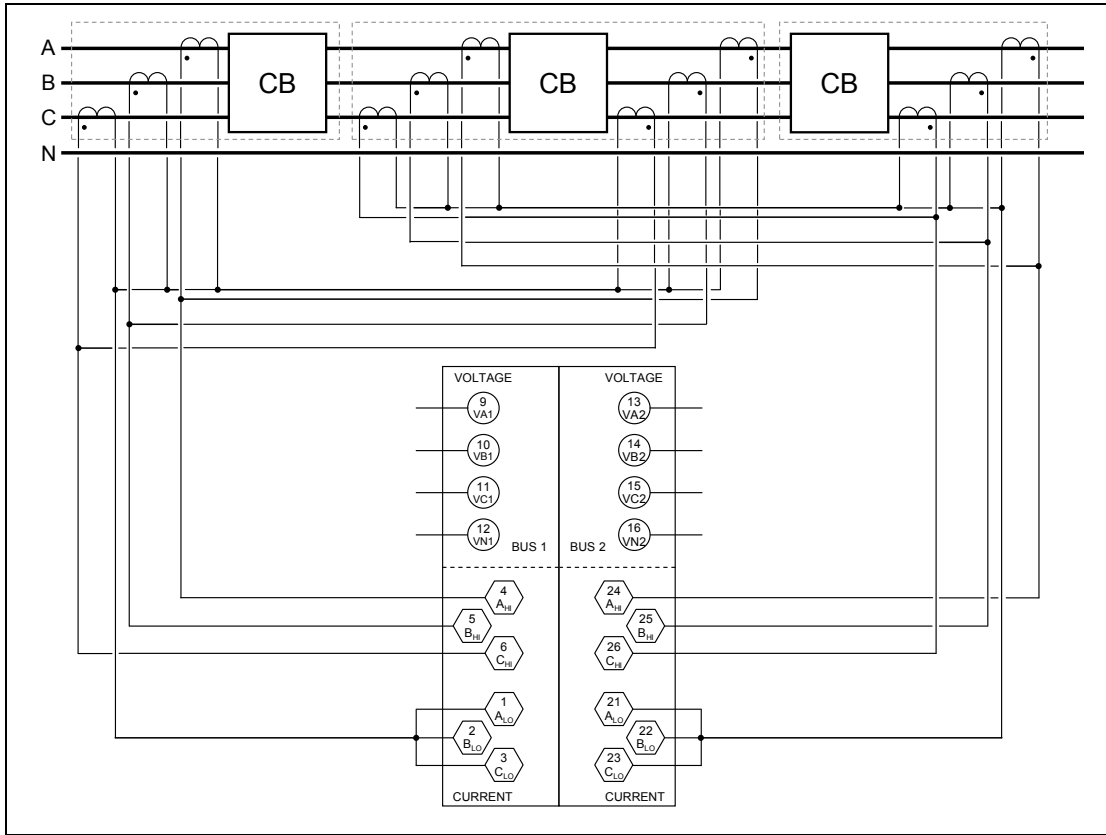 A
B
C
N
CB
CB
CB
VOLTAGE
VOLTAGE
9
VA1
13
VA2
10
VB1
14
VB2
11
VC1
15
VC2
12
VN1
16
VN2
BUS 1
BUS 2
4
AHI
24
AHI
5
BHI
25
BHI
6
CHI
26
CHI
1
ALO
21
ALO
2
BLO
22
BLO
3
CLO
23
CLO
CURRENT
CURRENT